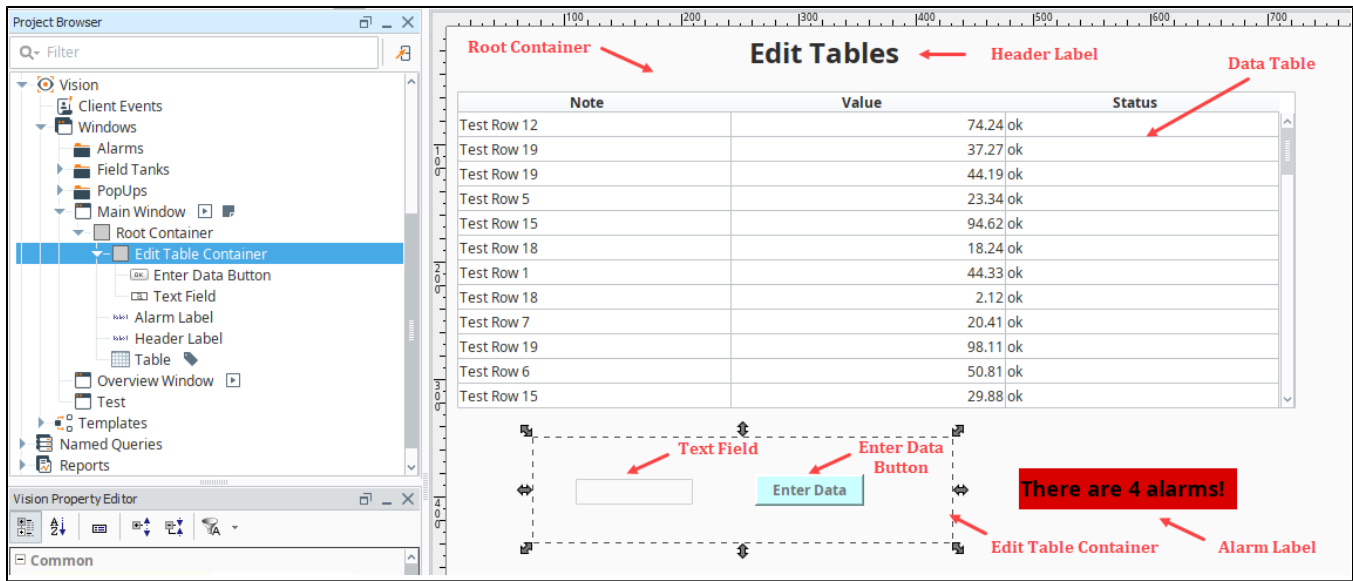 Project Browser
Filter
Vision
Client Events
Windows
Alarms
Field Tanks
PopUps
Main Window
Root Container
Edit Table Container
Enter Data Button
Text Field
Alarm Label
Header Label
Table
Overview Window
Test
Templates
Named Queries
Reports
Vision Property Editor
Common
100 200 300 400 500 600 700
Root Container
Edit Tables
Header Label
Data Table
Note Value Status
Test Row 12 74.24 ok
Test Row 19 37.27 ok
Test Row 19 44.19 ok
Test Row 5 23.34 ok
Test Row 15 94.62 ok
Test Row 18 18.24 ok
Test Row 1 44.33 ok
Test Row 18 2.12 ok
Test Row 7 20.41 ok
Test Row 19 98.11 ok
Test Row 6 50.81 ok
Test Row 15 29.88 ok
100
200
300
400
Text Field
Enter Data
Button
Enter Data
There are 4 alarms!
Edit Table Container
Alarm Label